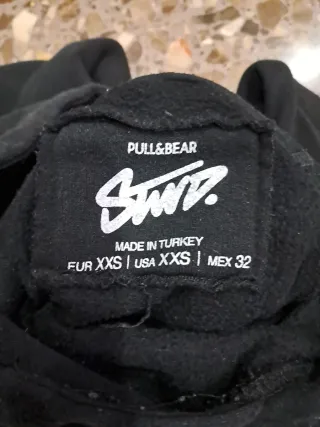 PULL&BEAR
STWD.
MADE IN TURKEY
EUR XXS | USA XXS | MEX 32